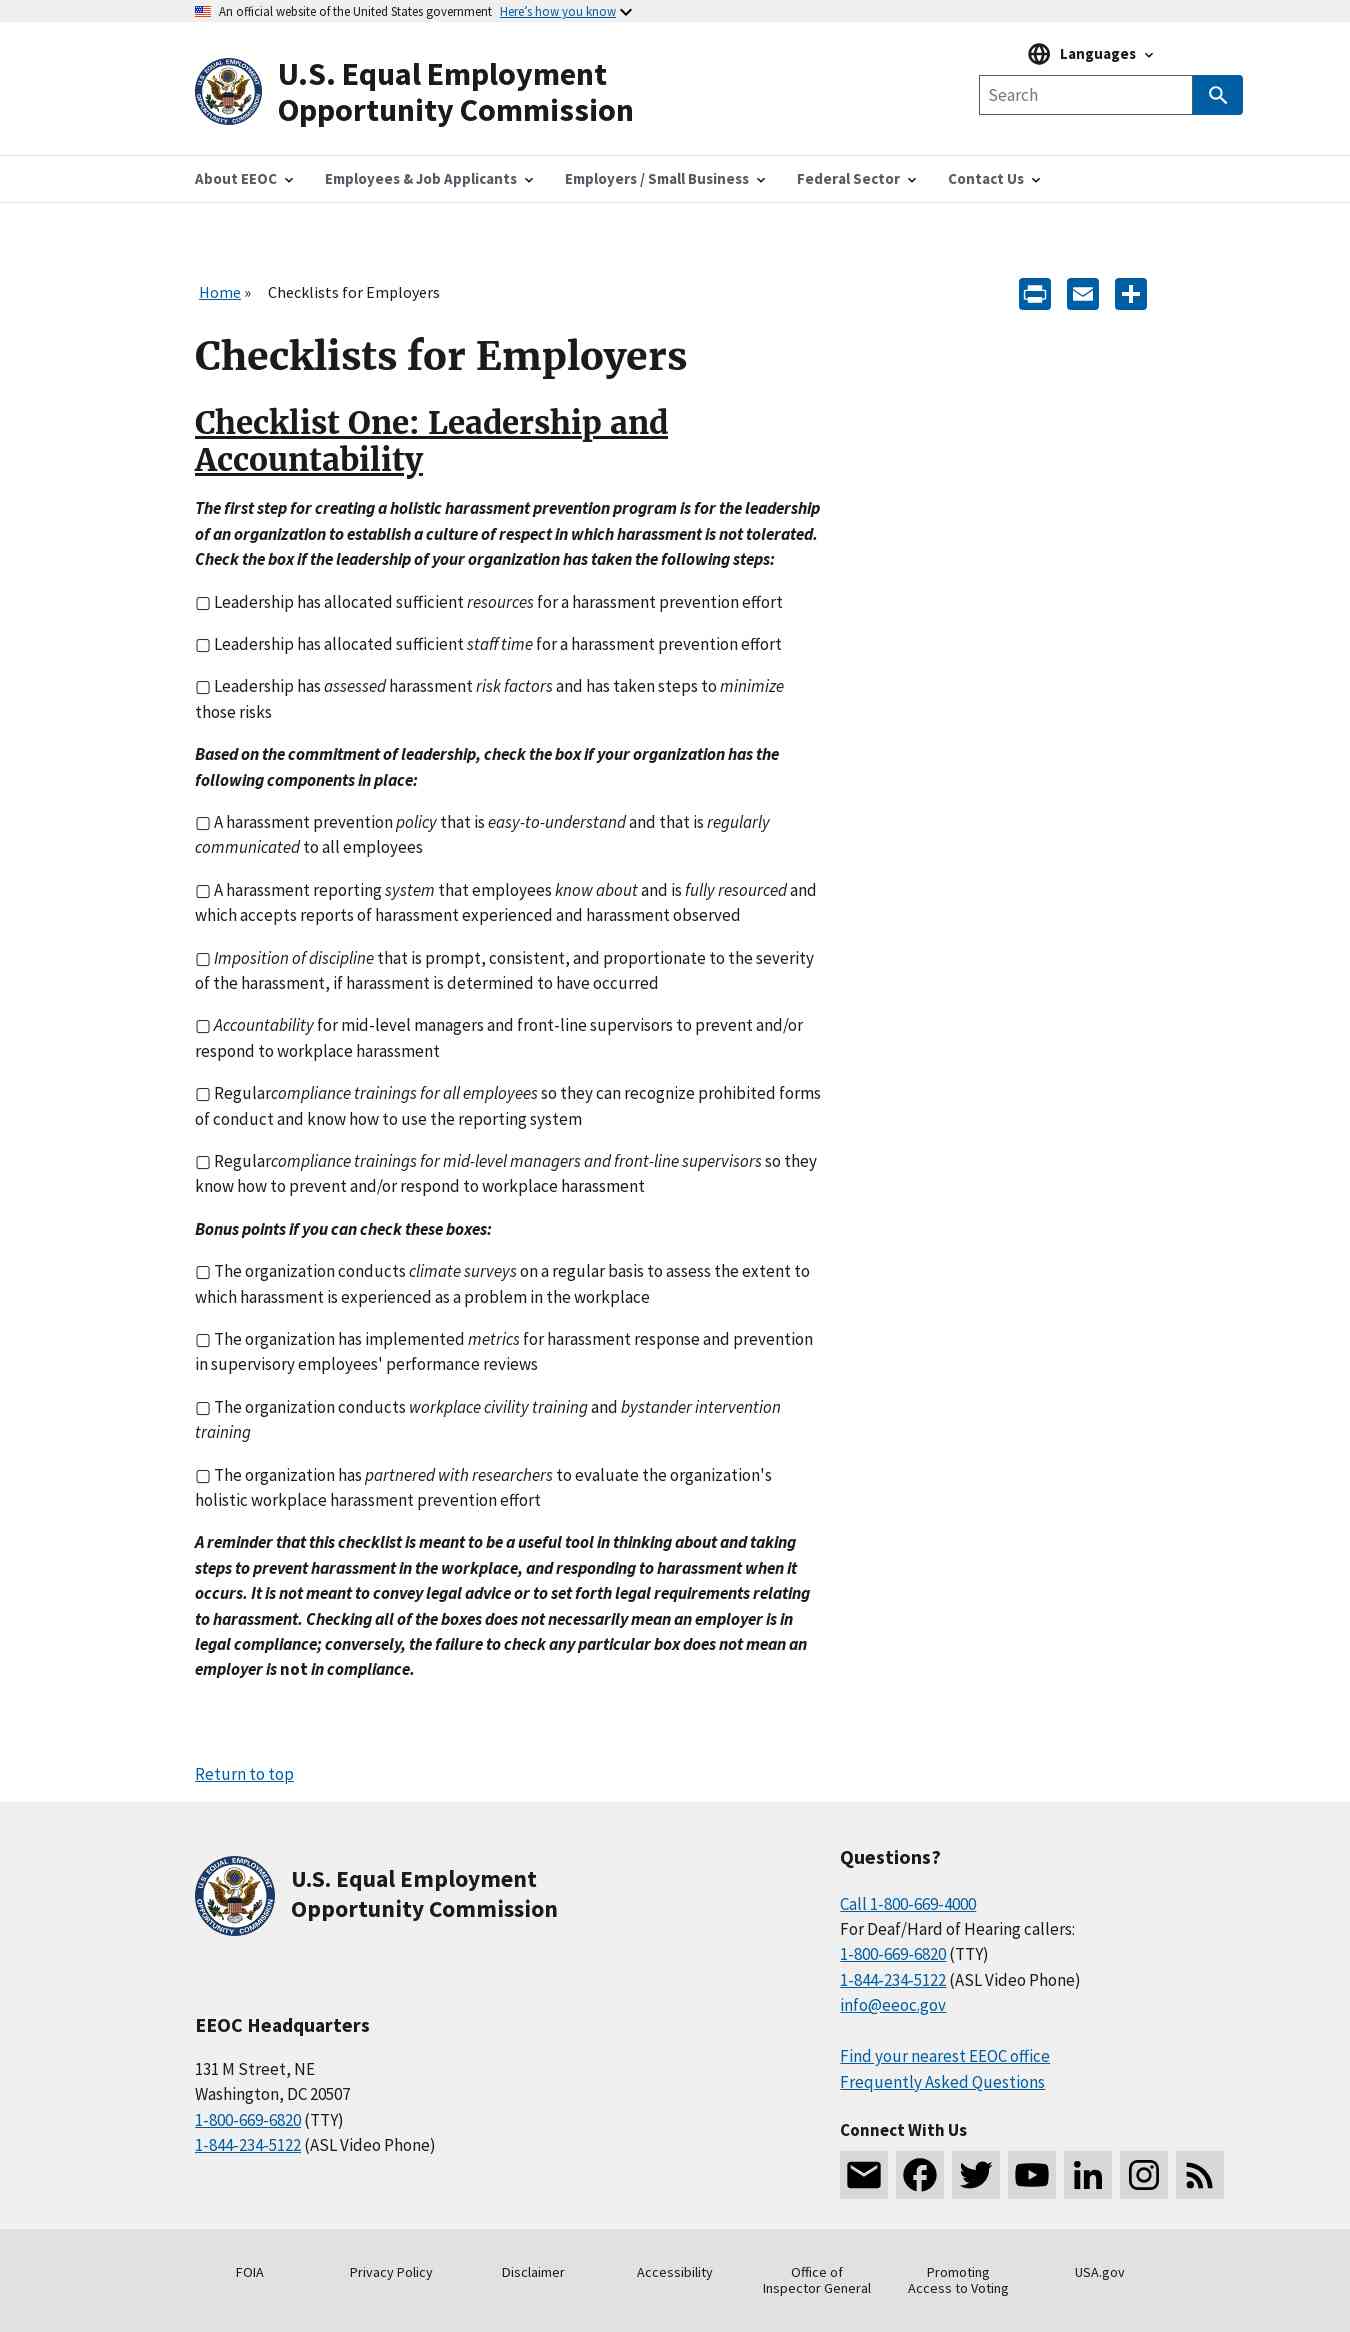 An official website of the United States government Here's how you know
U.S. Equal Employment
Opportunity Commission
Languages
Search
About EEOC
Employees & Job Applicants
Employers / Small Business
Federal Sector
Contact Us
Home » Checklists for Employers
Checklists for Employers
Checklist One: Leadership and
Accountability
The first step for creating a holistic harassment prevention program is for the leadership
of an organization to establish a culture of respect in which harassment is not tolerated.
Check the box if the leadership of your organization has taken the following steps:
▢ Leadership has allocated sufficient resources for a harassment prevention effort
▢ Leadership has allocated sufficient staff time for a harassment prevention effort
▢ Leadership has assessed harassment risk factors and has taken steps to minimize
those risks
Based on the commitment of leadership, check the box if your organization has the
following components in place:
▢ A harassment prevention policy that is easy-to-understand and that is regularly
communicated to all employees
▢ A harassment reporting system that employees know about and is fully resourced and
which accepts reports of harassment experienced and harassment observed
▢ Imposition of discipline that is prompt, consistent, and proportionate to the severity
of the harassment, if harassment is determined to have occurred
▢ Accountability for mid-level managers and front-line supervisors to prevent and/or
respond to workplace harassment
▢ Regularcompliance trainings for all employees so they can recognize prohibited forms
of conduct and know how to use the reporting system
▢ Regularcompliance trainings for mid-level managers and front-line supervisors so they
know how to prevent and/or respond to workplace harassment
Bonus points if you can check these boxes:
▢ The organization conducts climate surveys on a regular basis to assess the extent to
which harassment is experienced as a problem in the workplace
▢ The organization has implemented metrics for harassment response and prevention
in supervisory employees' performance reviews
▢ The organization conducts workplace civility training and bystander intervention
training
▢ The organization has partnered with researchers to evaluate the organization's
holistic workplace harassment prevention effort
A reminder that this checklist is meant to be a useful tool in thinking about and taking
steps to prevent harassment in the workplace, and responding to harassment when it
occurs. It is not meant to convey legal advice or to set forth legal requirements relating
to harassment. Checking all of the boxes does not necessarily mean an employer is in
legal compliance; conversely, the failure to check any particular box does not mean an
employer is not in compliance.
Return to top
U.S. Equal Employment
Opportunity Commission
EEOC Headquarters
131 M Street, NE
Washington, DC 20507
1-800-669-6820 (TTY)
1-844-234-5122 (ASL Video Phone)
Questions?
Call 1-800-669-4000
For Deaf/Hard of Hearing callers:
1-800-669-6820 (TTY)
1-844-234-5122 (ASL Video Phone)
info@eeoc.gov
Find your nearest EEOC office
Frequently Asked Questions
Connect With Us
FOIA
Privacy Policy
Disclaimer
Accessibility
Office of
Inspector General
Promoting
Access to Voting
USA.gov